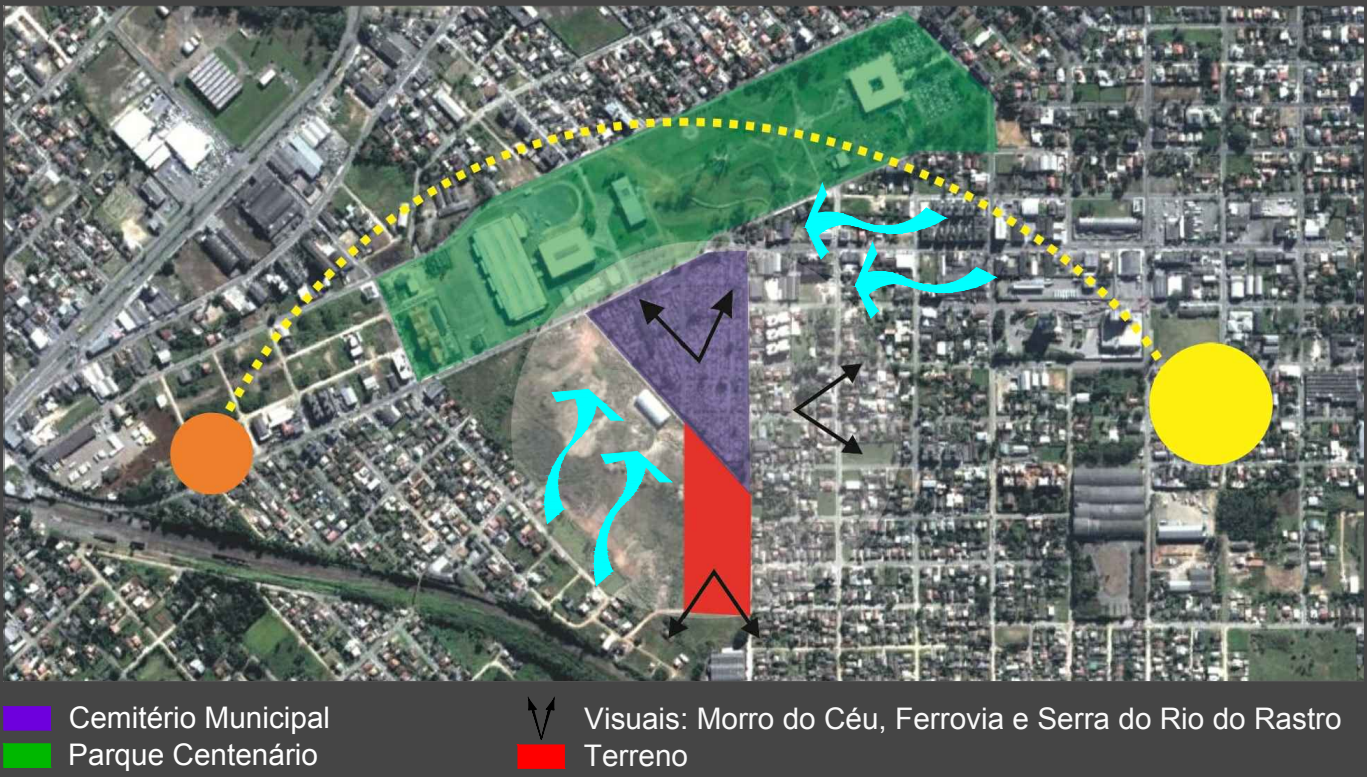 Cemitério Municipal
Parque Centenário
Visuais: Morro do Céu, Ferrovia e Serra do Rio do Rastro
Terreno